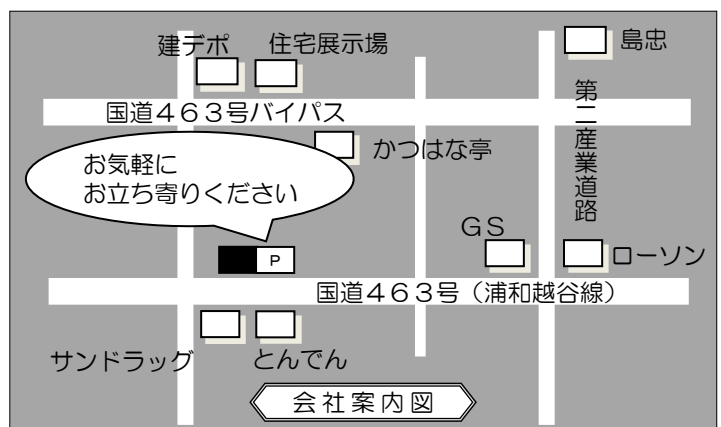 建デポ
住宅展示場
島忠
国道４６３号バイパス
第二産業道路
かつはな亭
お気軽に
お立ち寄りください
ＧＳ
P
ローソン
国道４６３号（浦和越谷線）
サンドラッグ
とんでん
会社案内図